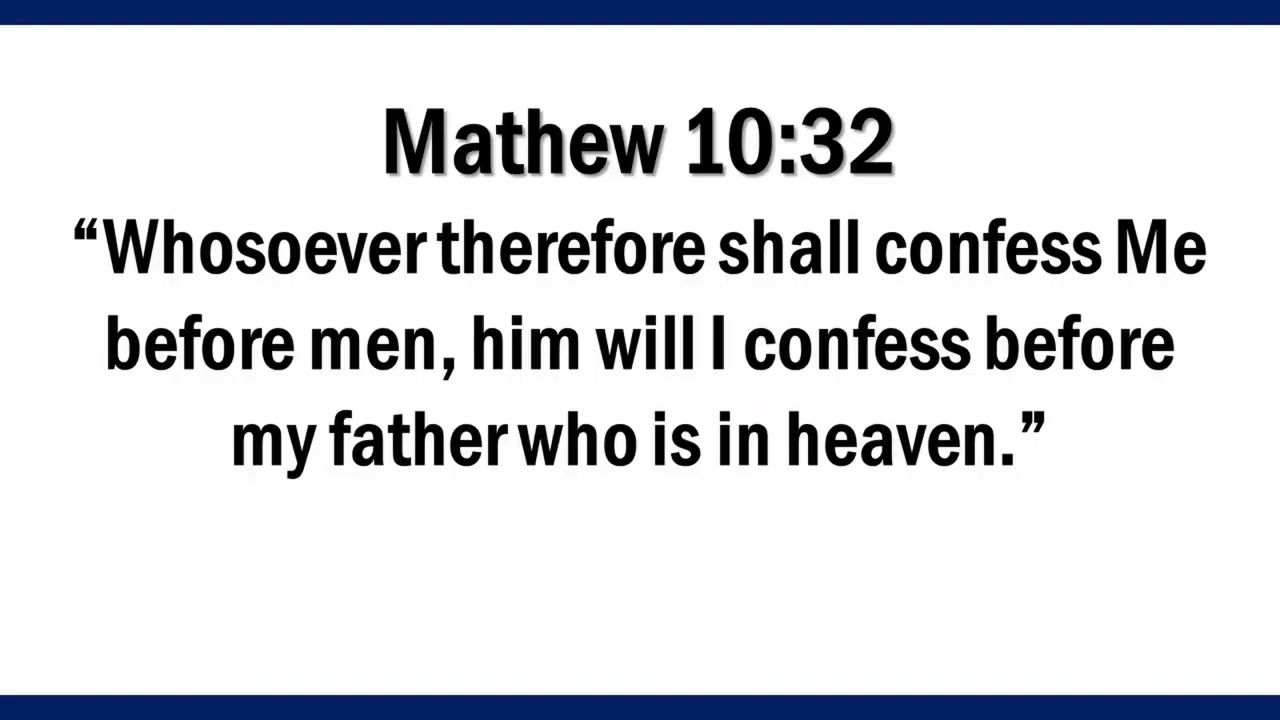 Mathew 10:32
“Whosoever therefore shall confess Me
before men, him will I confess before
my father who is in heaven.”